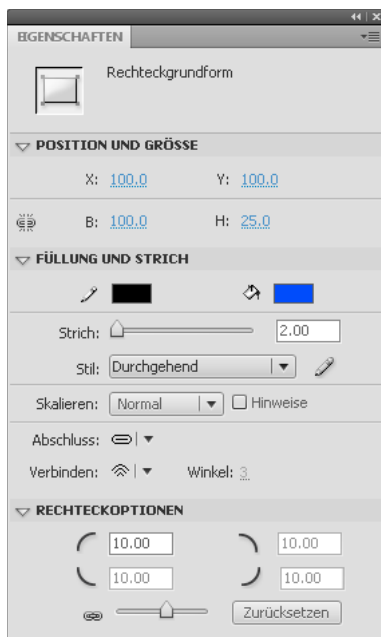 EIGENSCHAFTEN
Rechteckgrundform
POSITION UND GRÖSSE
X: 100.0 Y: 100.0
B: 100.0 H: 25.0
FÜLLUNG UND STRICH
Strich: 2.00
Stil: Durchgehend
Skalieren: Normal Hinweise
Abschluss:
Verbinden: Winkel: 3
RECHTECKOPTIONEN
10.00 10.00
10.00 10.00
Zurücksetzen